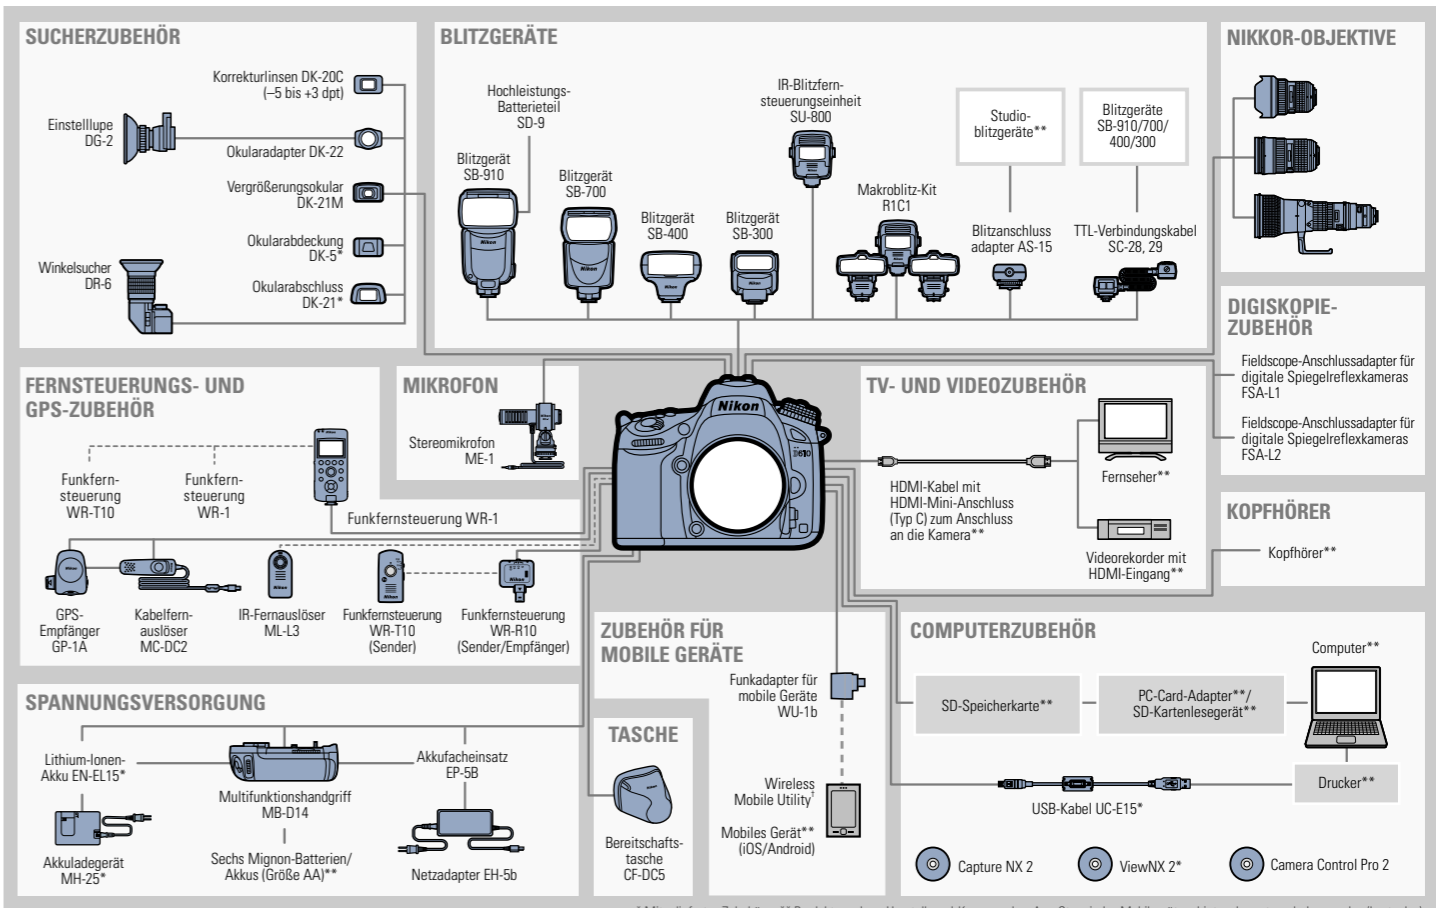 SUCHERZUBEHÖR
Korrekturlinsen DK-20C
(–5 bis +3 dpt)
Einstelllupe
DG-2
Okularadapter DK-22
Vergrößerungsokular
DK-21M
Okularabdeckung
DK-5*
Winkelsucher
DR-6
Okularabschluss
DK-21*
BLITZGERÄTE
Hochleistungs-
Batterieteil
SD-9
Blitzgerät
SB-910
Blitzgerät
SB-700
Blitzgerät
SB-400
Blitzgerät
SB-300
IR-Blitzfern-
steuerungseinheit
SU-800
Makroblitz-Kit
R1C1
Studio-
blitzgeräte**
Blitzanschluss
adapter AS-15
Blitzgeräte
SB-910/700/
400/300
TTL-Verbindungskabel
SC-28, 29
NIKKOR-OBJEKTIVE
DIGISKOPIE-
ZUBEHÖR
Fieldscope-Anschlussadapter für
digitale Spiegelreflexkameras
FSA-L1
Fieldscope-Anschlussadapter für
digitale Spiegelreflexkameras
FSA-L2
FERNSTEUERUNGS- UND
GPS-ZUBEHÖR
Funkfern-
steuerung
WR-T10
Funkfern-
steuerung
WR-1
Funkfernsteuerung WR-1
GPS-
Empfänger
GP-1A
Kabelfern-
auslöser
MC-DC2
IR-Fernauslöser
ML-L3
Funkfernsteuerung
WR-T10
(Sender)
Funkfernsteuerung
WR-R10
(Sender/Empfänger)
MIKROFON
Stereomikrofon
ME-1
Nikon
D610
TV- UND VIDEOZUBEHÖR
HDMI-Kabel mit
HDMI-Mini-Anschluss
(Typ C) zum Anschluss
an die Kamera**
Fernseher**
Videorekorder mit
HDMI-Eingang**
KOPFHÖRER
Kopfhörer**
SPANNUNGSVERSORGUNG
Lithium-Ionen-
Akku EN-EL15*
Akkuladegerät
MH-25*
Multifunktionshandgriff
MB-D14
Sechs Mignon-Batterien/
Akkus (Größe AA)**
Akkufacheinsatz
EP-5B
Netzadapter EH-5b
TASCHE
Bereitschafts-
tasche
CF-DC5
ZUBEHÖR FÜR
MOBILE GERÄTE
Funkadapter für
mobile Geräte
WU-1b
Wireless
Mobile Utility†
Mobiles Gerät**
(iOS/Android)
COMPUTERZUBEHÖR
SD-Speicherkarte**
PC-Card-Adapter**/
SD-Kartenlesegerät**
Computer**
Drucker**
USB-Kabel UC-E15*
Capture NX 2
ViewNX 2*
Camera Control Pro 2